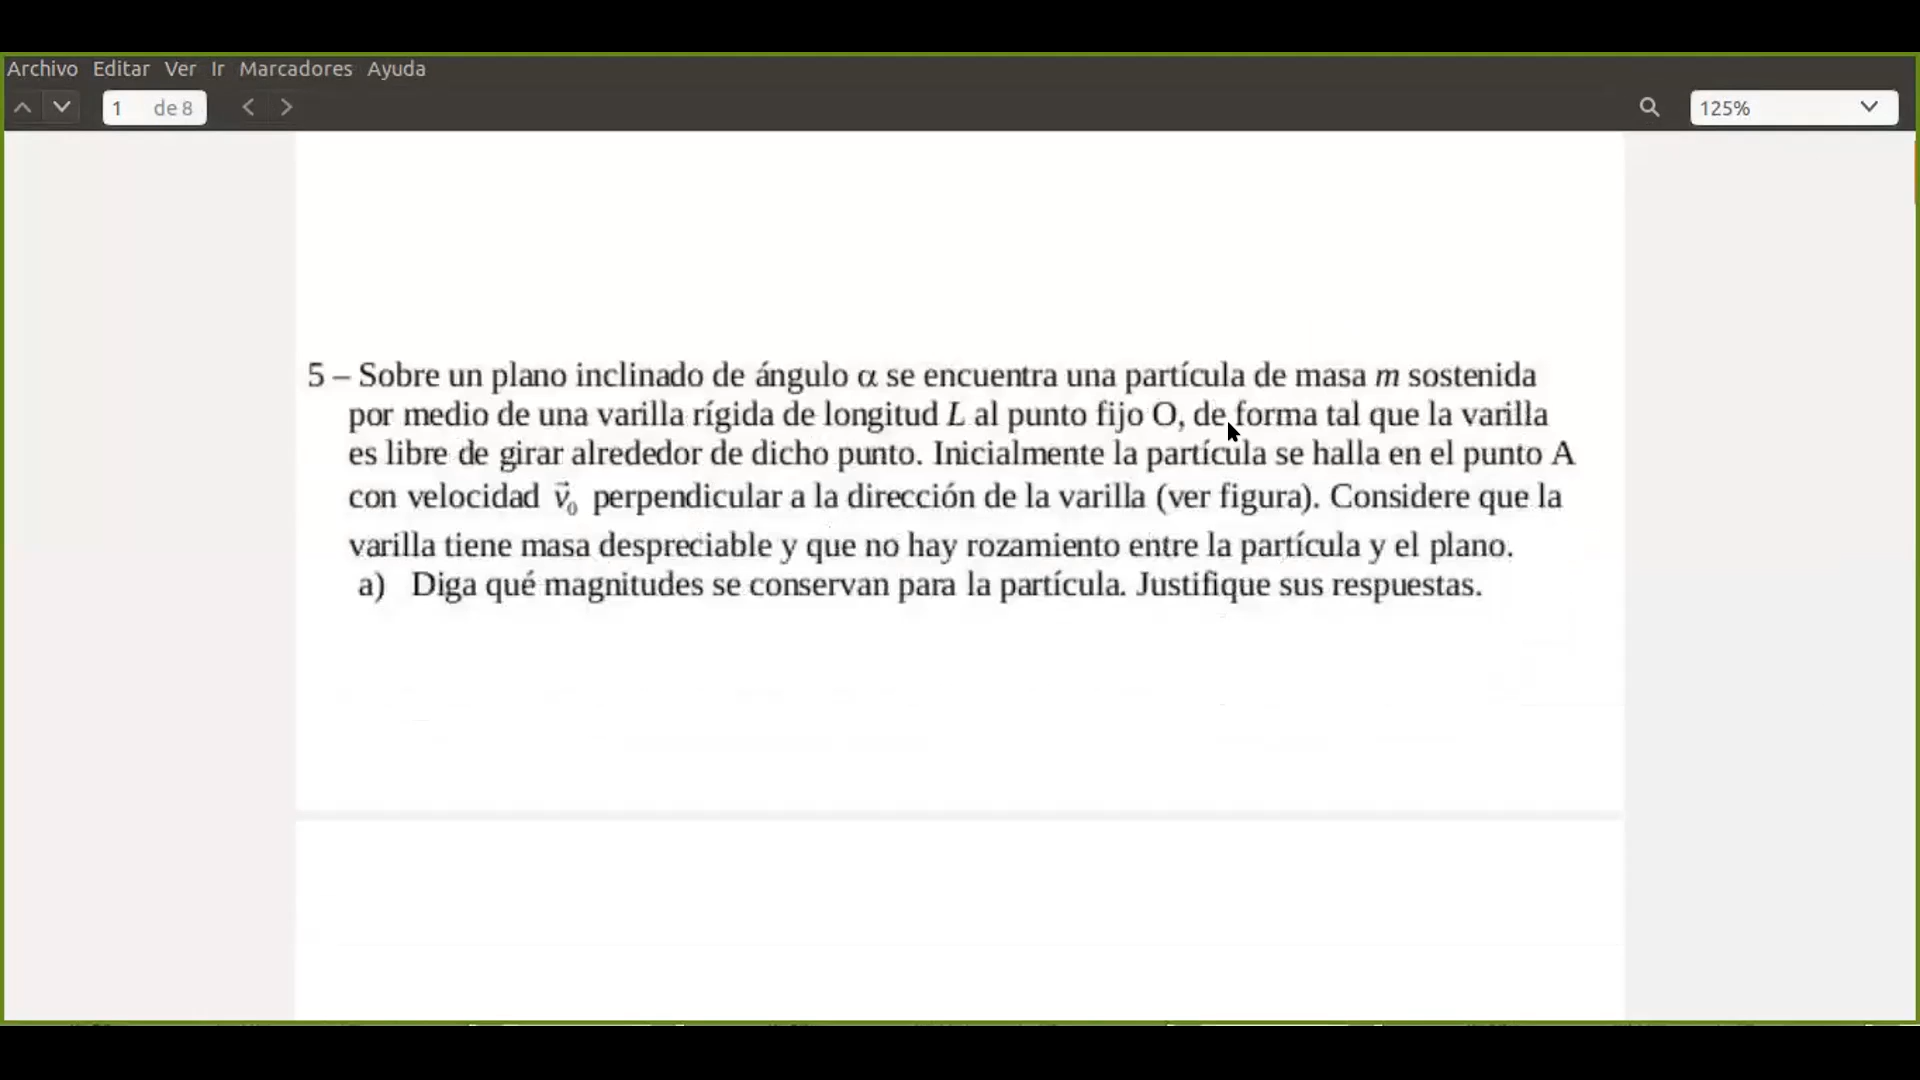 Archivo Editar Ver Ir Marcadores Ayuda
1 de 8 125%
5 – Sobre un plano inclinado de ángulo α se encuentra una partícula de masa m sostenida
por medio de una varilla rígida de longitud L al punto fijo O, de forma tal que la varilla
es libre de girar alrededor de dicho punto. Inicialmente la partícula se halla en el punto A
con velocidad v⃗₀ perpendicular a la dirección de la varilla (ver figura). Considere que la
varilla tiene masa despreciable y que no hay rozamiento entre la partícula y el plano.
a) Diga qué magnitudes se conservan para la partícula. Justifique sus respuestas.